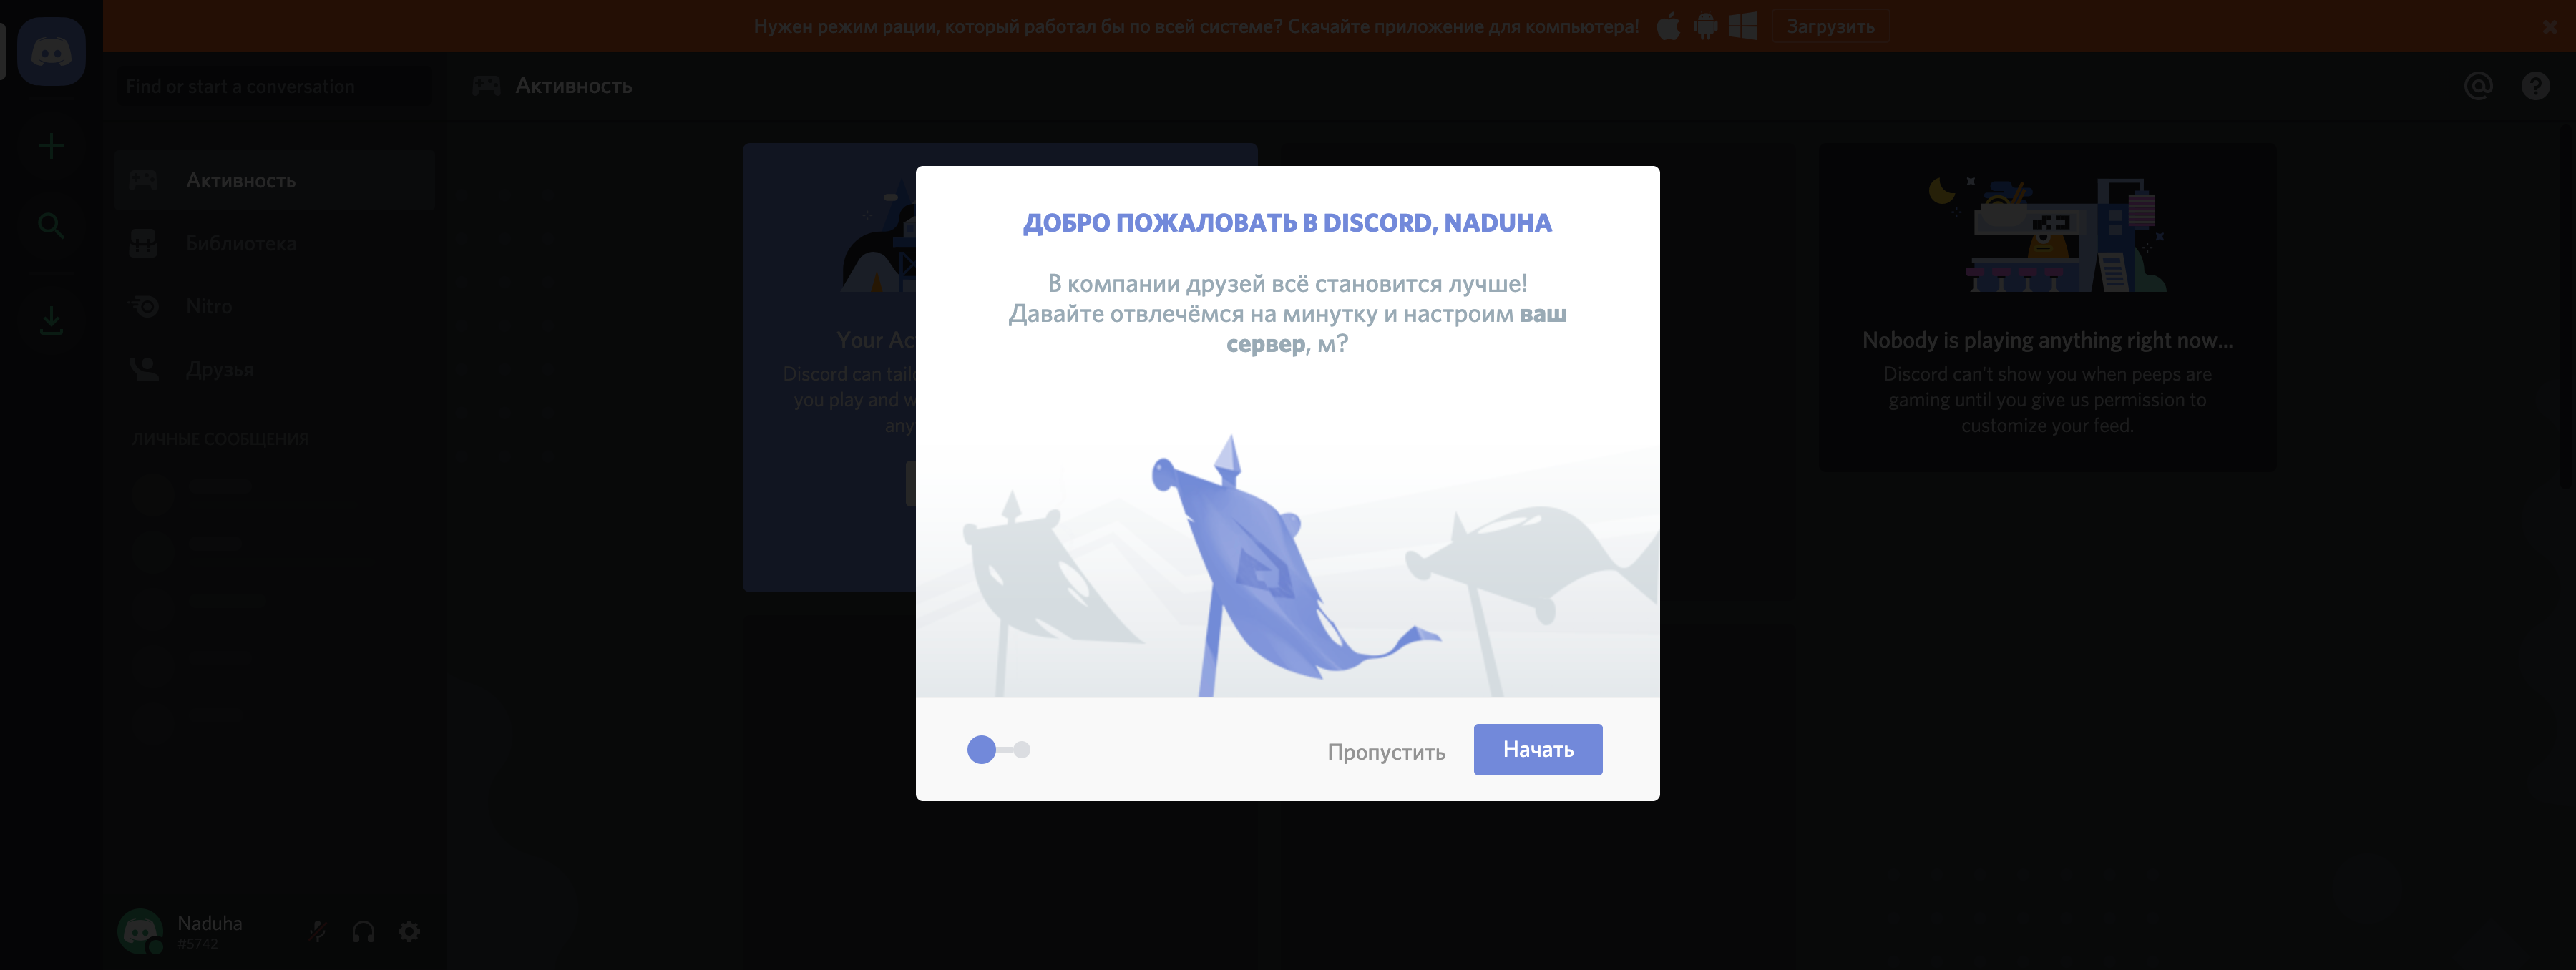 Нужен режим рации, который работал бы по всей системе? Скачайте приложение для компьютера! Загрузить
Find or start a conversation
Активность
Активность
Библиотека
Nitro
Друзья
ЛИЧНЫЕ СООБЩЕНИЯ
Naduha
#5742
Your Ac
Discord can tail
you play and w
any
ДОБРО ПОЖАЛОВАТЬ В DISCORD, NADUHA
В компании друзей всё становится лучше!
Давайте отвлечёмся на минутку и настроим ваш
сервер, м?
Пропустить
Начать
Nobody is playing anything right now...
Discord can't show you when peeps are
gaming until you give us permission to
customize your feed.